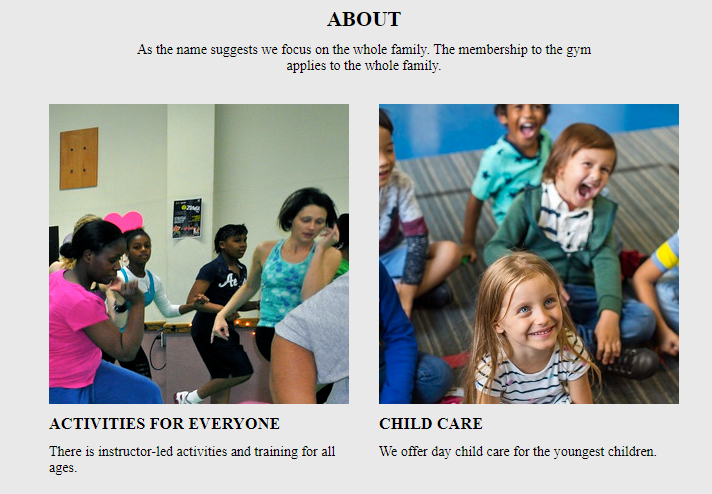 ABOUT
As the name suggests we focus on the whole family. The membership to the gym
applies to the whole family.
ACTIVITIES FOR EVERYONE
There is instructor-led activities and training for all
ages.
CHILD CARE
We offer day child care for the youngest children.